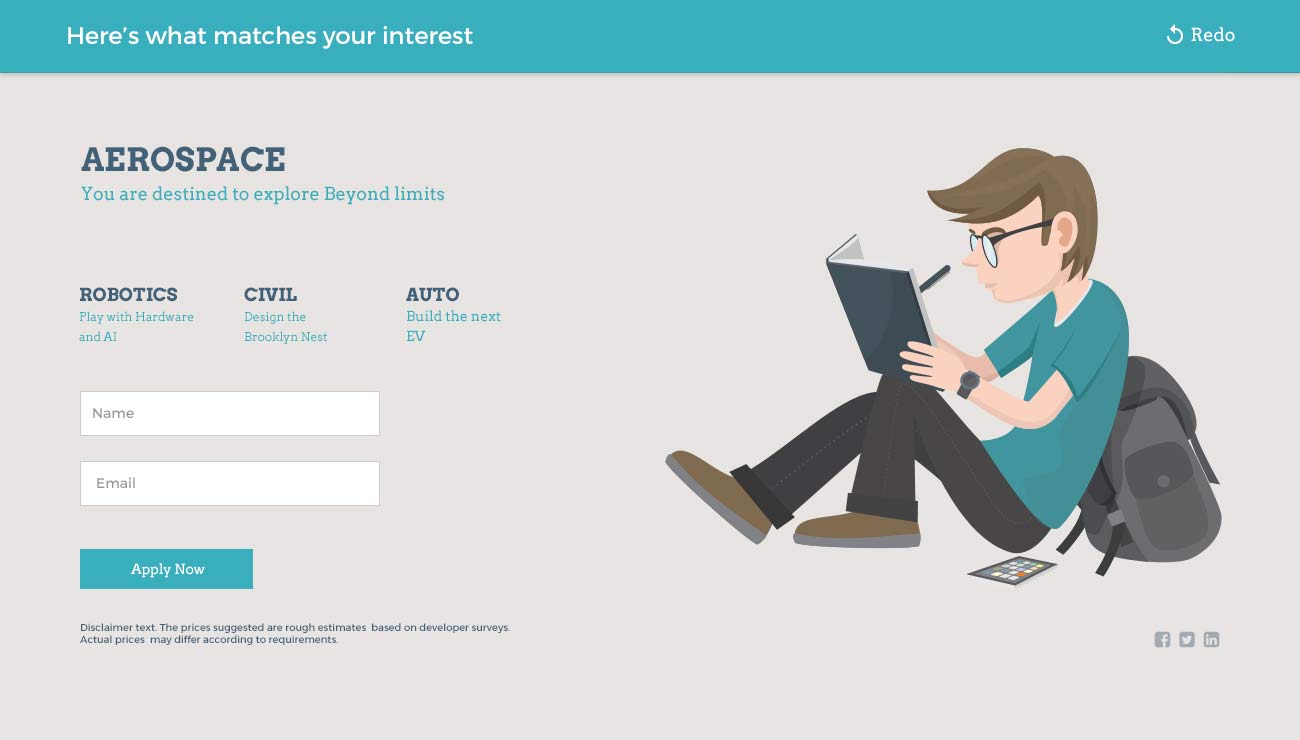 Here’s what matches your interest
Redo
AEROSPACE
You are destined to explore Beyond limits
ROBOTICS
Play with Hardware
and AI
CIVIL
Design the
Brooklyn Nest
AUTO
Build the next
EV
Name
Email
Apply Now
Disclaimer text. The prices suggested are rough estimates  based on developer surveys.
Actual prices  may differ according to requirements.